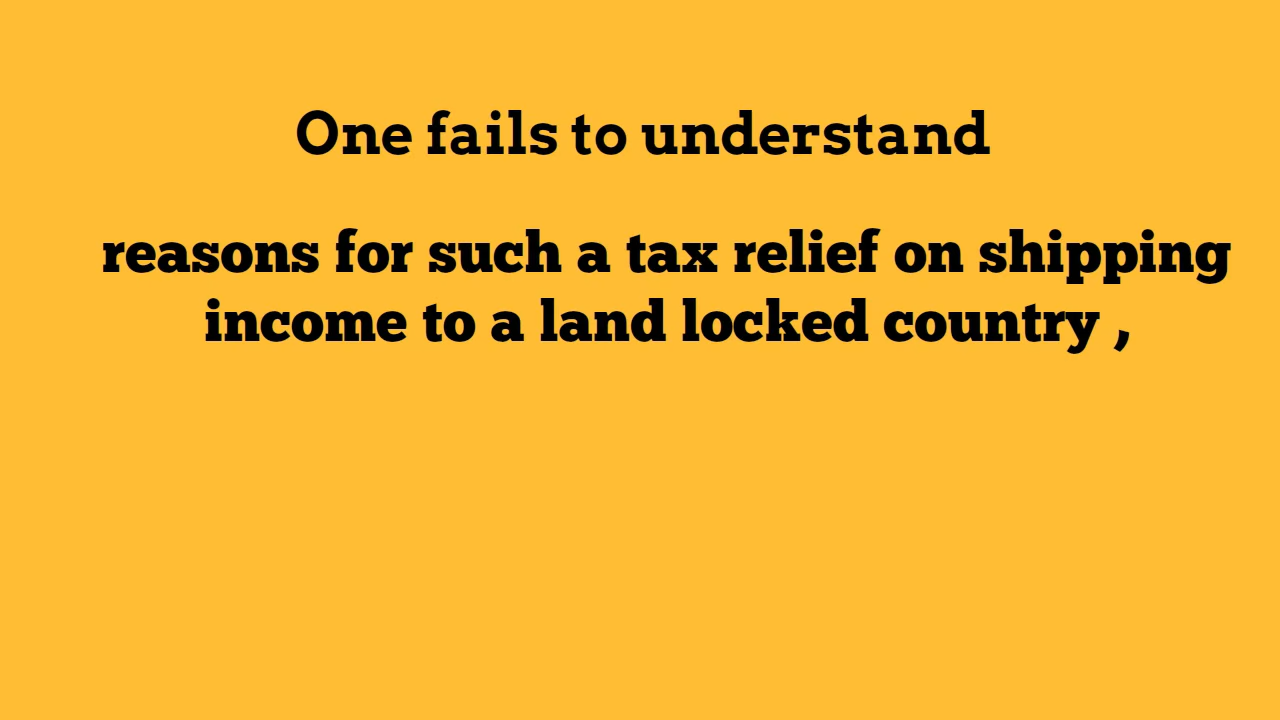 One fails to understand
reasons for such a tax relief on shipping
income to a land locked country ,